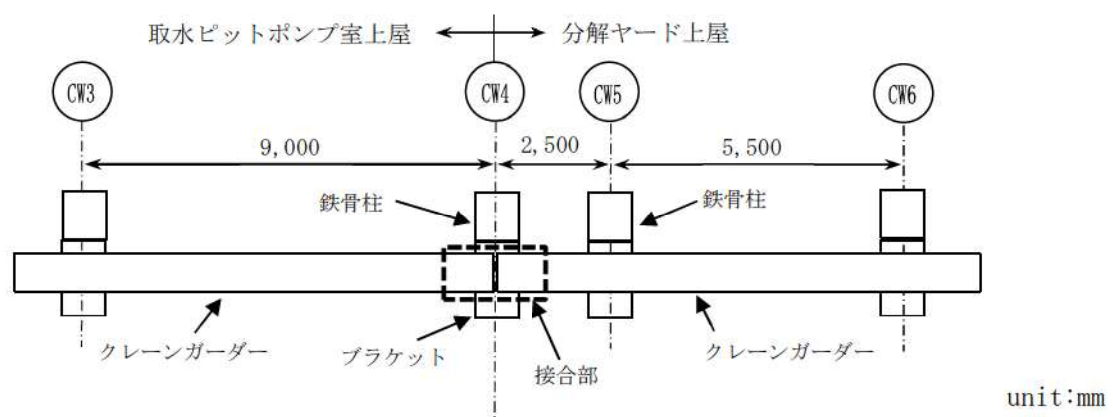 取水ピットポンプ室上屋 分解ヤード上屋
CW3 CW4 CW5 CW6
9,000 2,500 5,500
鉄骨柱 鉄骨柱
クレーンガーダー ブラケット 接合部 クレーンガーダー
unit:mm